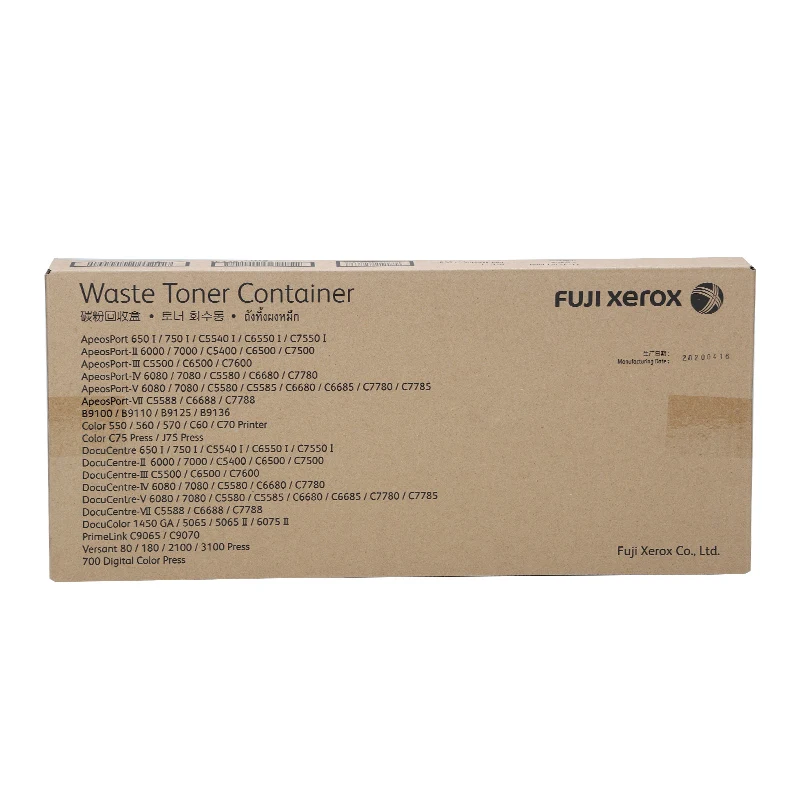 Waste Toner Container
碳粉回收盒 • 토너 회수통 • ถังทิ้งผงหมึก
FUJI xerox
ApeosPort 650 I / 750 I / C5540 I / C6550 I / C7550 I
ApeosPort-Ⅱ 6000 / 7000 / C5400 / C6500 / C7500
ApeosPort-Ⅲ C5500 / C6500 / C7600
ApeosPort-Ⅳ 6080 / 7080 / C5580 / C6680 / C7780
ApeosPort-Ⅴ 6080 / 7080 / C5580 / C5585 / C6680 / C6685 / C7780 / C7785
ApeosPort-Ⅶ C5588 / C6688 / C7788
B9100 / B9110 / B9125 / B9136
Color 550 / 560 / 570 / C60 / C70 Printer
Color C75 Press / J75 Press
DocuCentre 650 I / 750 I / C5540 I / C6550 I / C7550 I
DocuCentre-Ⅱ 6000 / 7000 / C5400 / C6500 / C7500
DocuCentre-Ⅲ C5500 / C6500 / C7600
DocuCentre-Ⅳ 6080 / 7080 / C5580 / C6680 / C7780
DocuCentre-Ⅴ 6080 / 7080 / C5580 / C5585 / C6680 / C6685 / C7780 / C7785
DocuCentre-Ⅶ C5588 / C6688 / C7788
DocuColor 1450 GA / 5065 / 5065 Ⅱ / 6075 Ⅱ
PrimeLink C9065 / C9070
Versant 80 / 180 / 2100 / 3100 Press
700 Digital Color Press
生产日期:
Manufacturing Date: 20200416
Fuji Xerox Co., Ltd.